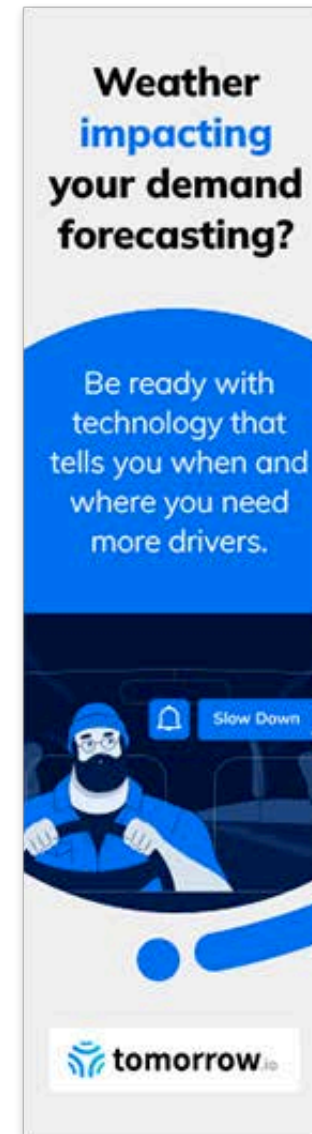 Weather
impacting
your demand
forecasting?
Be ready with
technology that
tells you when and
where you need
more drivers.
Slow Down
tomorrow.io